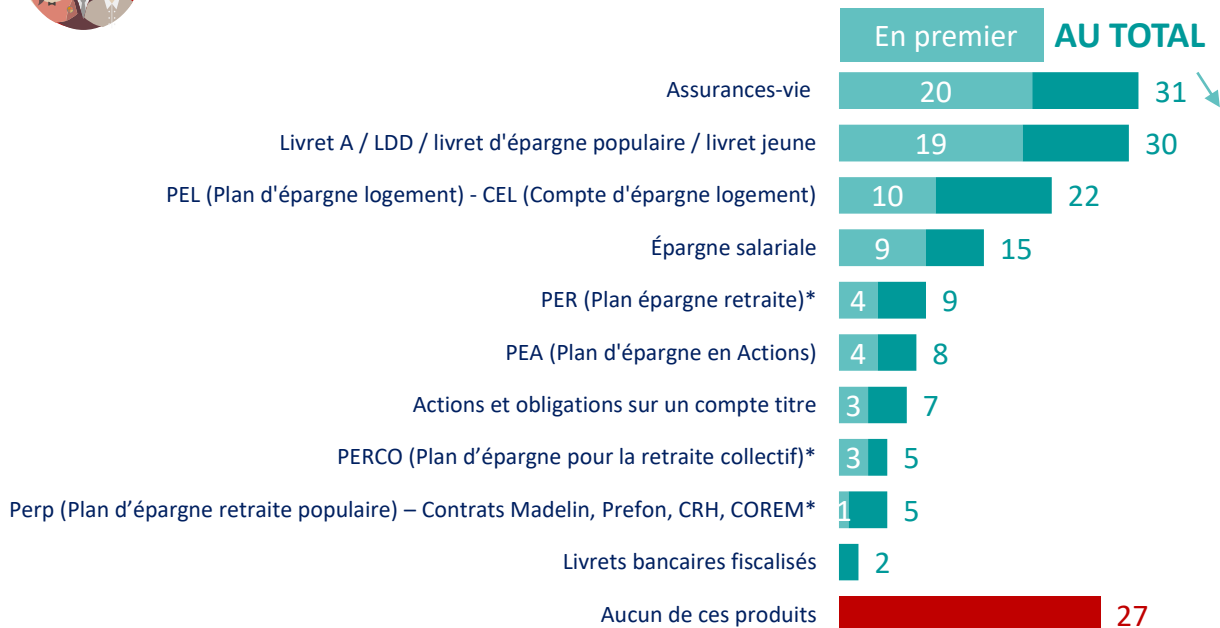 En premier AU TOTAL
Assurances-vie 20 31
Livret A / LDD / livret d'épargne populaire / livret jeune 19 30
PEL (Plan d'épargne logement) - CEL (Compte d'épargne logement) 10 22
Épargne salariale 9 15
PER (Plan épargne retraite)* 4 9
PEA (Plan d'épargne en Actions) 4 8
Actions et obligations sur un compte titre 3 7
PERCO (Plan d’épargne pour la retraite collectif)* 3 5
Perp (Plan d’épargne retraite populaire) – Contrats Madelin, Prefon, CRH, COREM* 1 5
Livrets bancaires fiscalisés 2
Aucun de ces produits 27